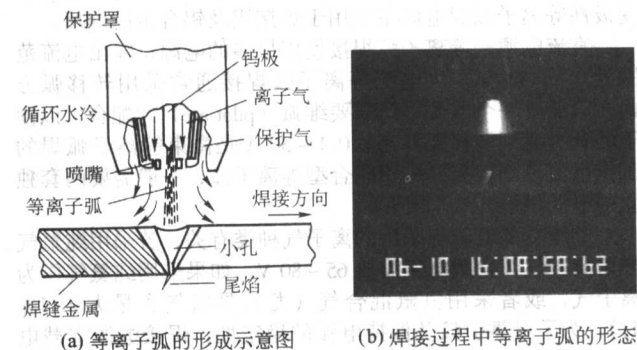 保护罩
钨极
离子气
循环水冷
保护气
喷嘴
等离子弧
焊接方向
小孔
焊缝金属
尾焰
06-10 16:08:58:62
(a) 等离子弧的形成示意图
(b) 焊接过程中等离子弧的形态